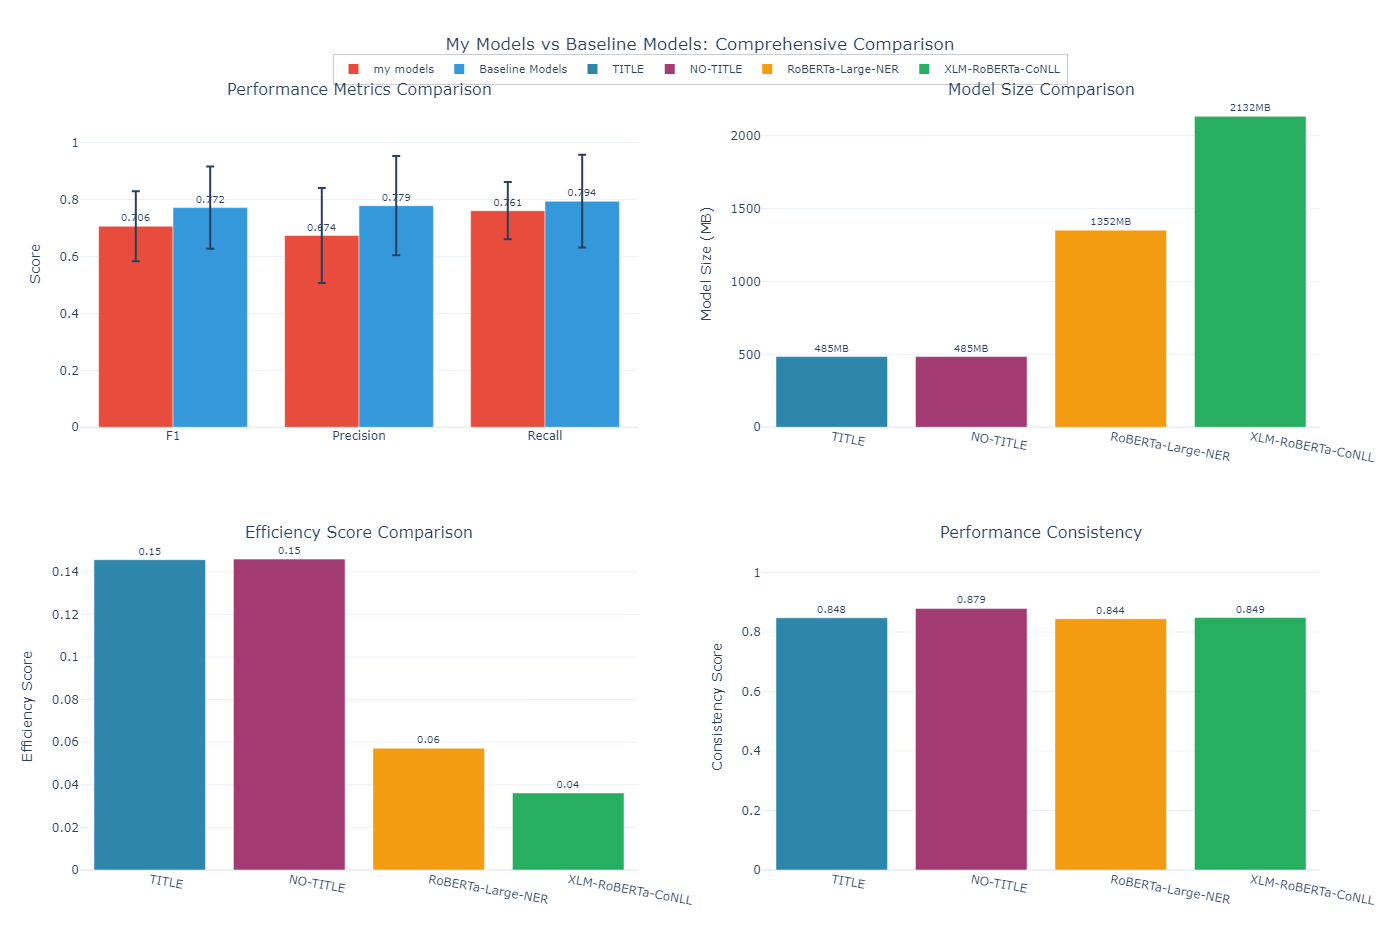 My Models vs Baseline Models: Comprehensive Comparison
my models Baseline Models TITLE NO-TITLE RoBERTa-Large-NER XLM-RoBERTa-CoNLL
Performance Metrics Comparison
1
0.8
0.6
0.4
0.2
0
Score
0.706
0.772
0.674
0.779
0.761
0.794
F1 Precision Recall
Model Size Comparison
2000
1500
1000
500
0
Model Size (MB)
485MB
485MB
1352MB
2132MB
TITLE NO-TITLE RoBERTa-Large-NER XLM-RoBERTa-CoNLL
Efficiency Score Comparison
0.14
0.12
0.1
0.08
0.06
0.04
0.02
0
Efficiency Score
0.15
0.15
0.06
0.04
TITLE NO-TITLE RoBERTa-Large-NER XLM-RoBERTa-CoNLL
Performance Consistency
1
0.8
0.6
0.4
0.2
0
Consistency Score
0.848
0.879
0.844
0.849
TITLE NO-TITLE RoBERTa-Large-NER XLM-RoBERTa-CoNLL